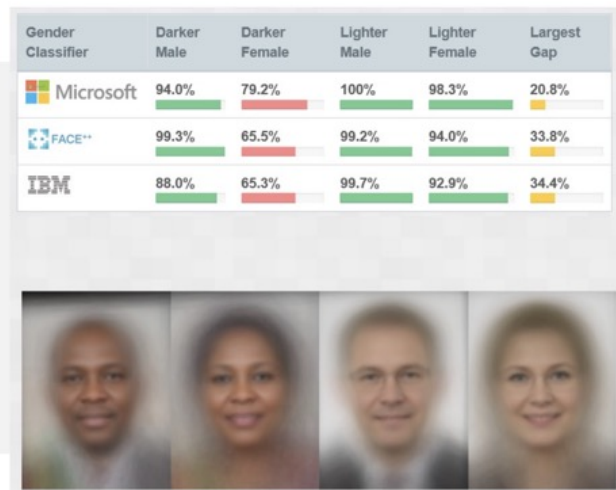 Gender Classifier Darker Male Darker Female Lighter Male Lighter Female Largest Gap
Microsoft 94.0% 79.2% 100% 98.3% 20.8%
FACE++ 99.3% 65.5% 99.2% 94.0% 33.8%
IBM 88.0% 65.3% 99.7% 92.9% 34.4%